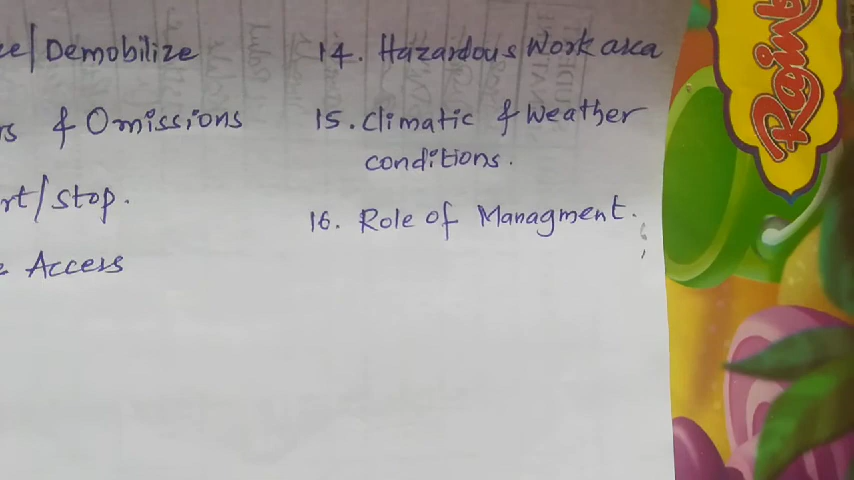 /Demobilize
& Omissions
/Stop.
Access
14. Hazardous Work area
15. Climatic & Weather
conditions.
16. Role of Managment.